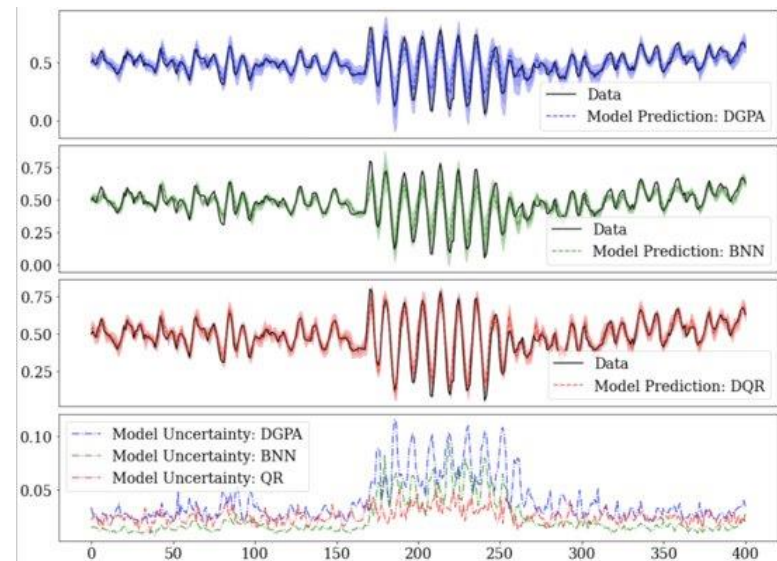 0.5
0.0
Data
Model Prediction: DGPA
0.75
0.50
0.25
0.00
Data
Model Prediction: BNN
0.75
0.50
0.25
Data
Model Prediction: DQR
0.10
0.05
Model Uncertainty: DGPA
Model Uncertainty: BNN
Model Uncertainty: QR
0 50 100 150 200 250 300 350 400